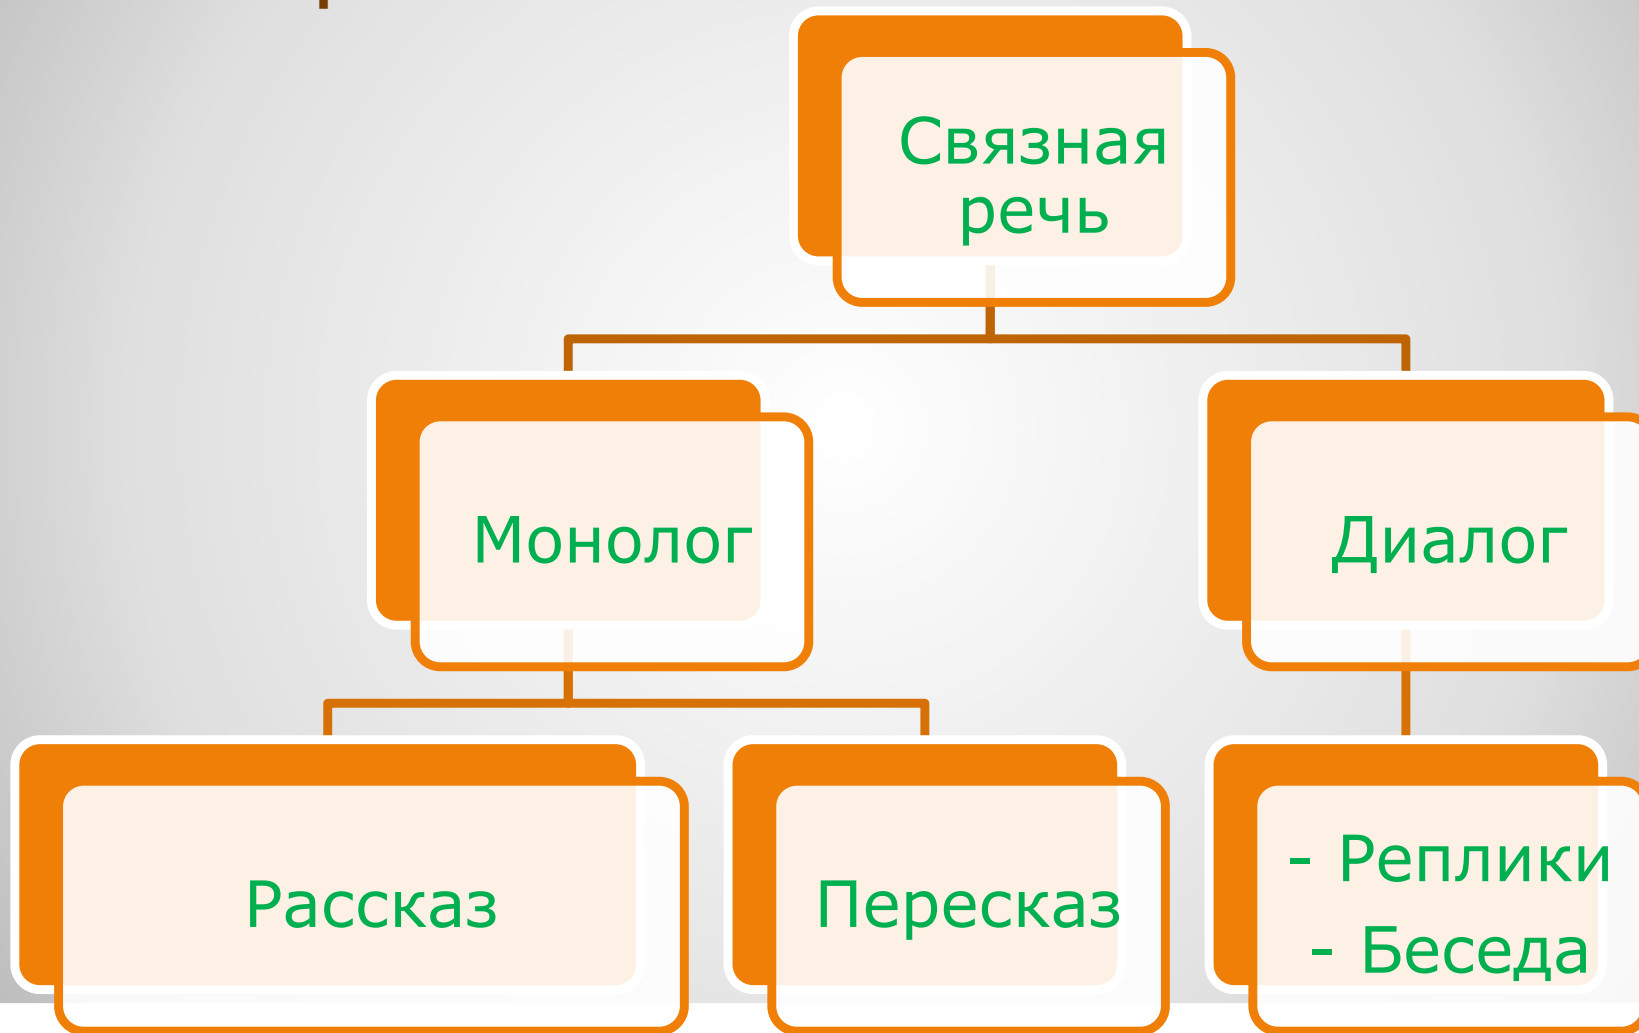 Связная
речь
Монолог
Диалог
Рассказ
Пересказ
- Реплики
- Беседа